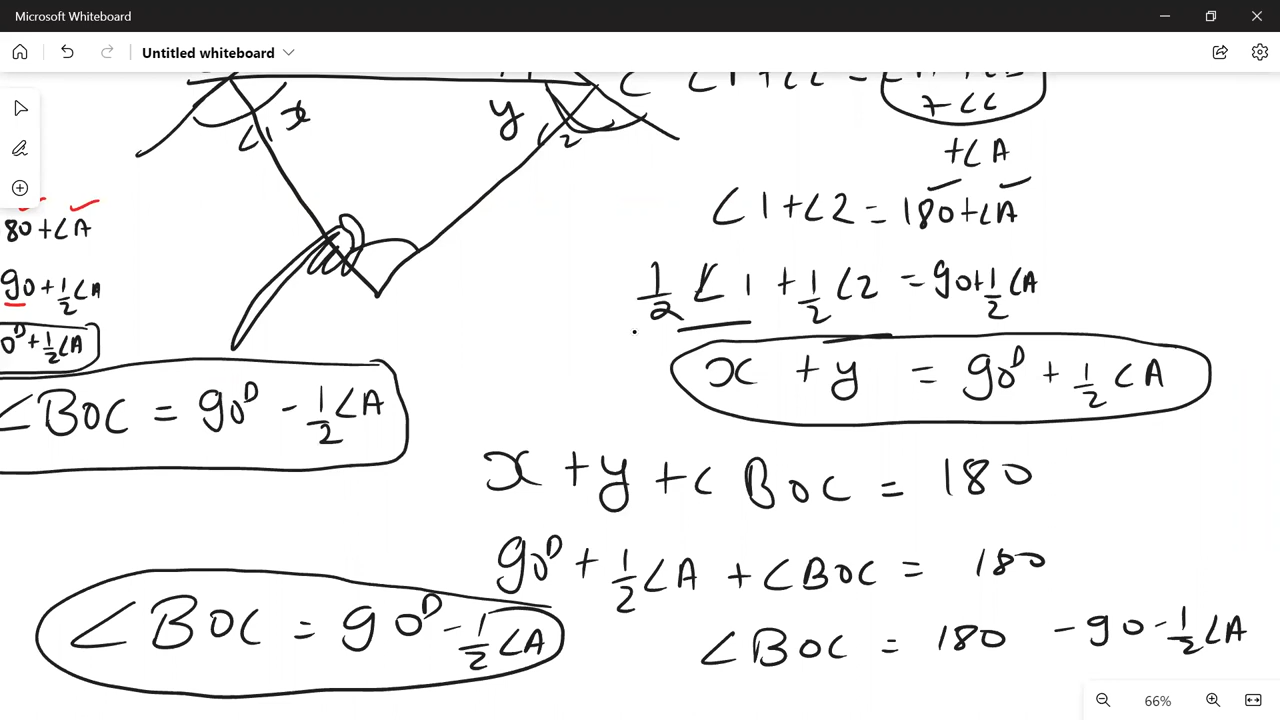 Microsoft Whiteboard
Untitled whiteboard
x
y
∠1
2
+∠C
+∠A
∠1+∠2 = 180+∠A
½ ∠1 + ½ ∠2 = 90+½ ∠A
x + y = 90° + ½ ∠A
80 + ∠A
90 + ½ ∠A
0° + ½ ∠A
∠BOC = 90° - ½ ∠A
x + y + ∠BOC = 180
90° + ½ ∠A + ∠BOC = 180
∠BOC = 180 - 90 - ½ ∠A
∠BOC = 90° - ½ ∠A
66%